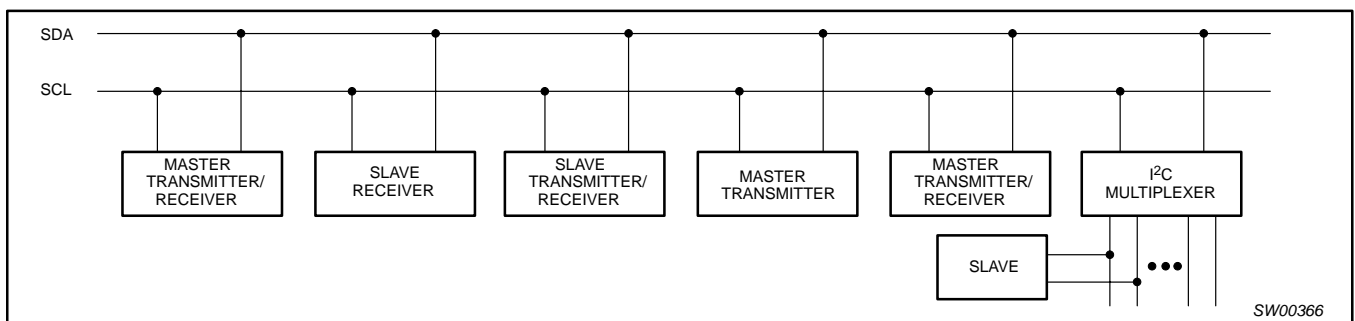 SDA
SCL
MASTER
TRANSMITTER/
RECEIVER
SLAVE
RECEIVER
SLAVE
TRANSMITTER/
RECEIVER
MASTER
TRANSMITTER
MASTER
TRANSMITTER/
RECEIVER
I²C
MULTIPLEXER
SLAVE
SW00366